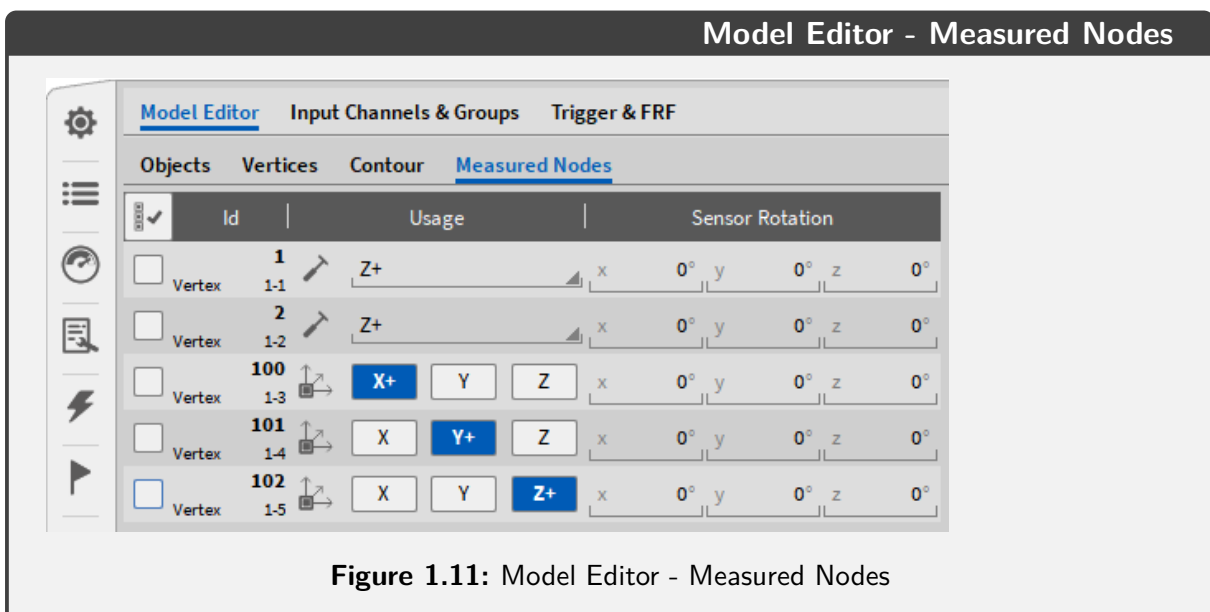 Model Editor - Measured Nodes
Model Editor Input Channels & Groups Trigger & FRF
Objects Vertices Contour Measured Nodes
Id Usage Sensor Rotation
Vertex 1 1-1 Z+ x 0° y 0° z 0°
Vertex 2 1-2 Z+ x 0° y 0° z 0°
Vertex 100 1-3 X+ Y Z x 0° y 0° z 0°
Vertex 101 1-4 X Y+ Z x 0° y 0° z 0°
Vertex 102 1-5 X Y Z+ x 0° y 0° z 0°
Figure 1.11: Model Editor - Measured Nodes